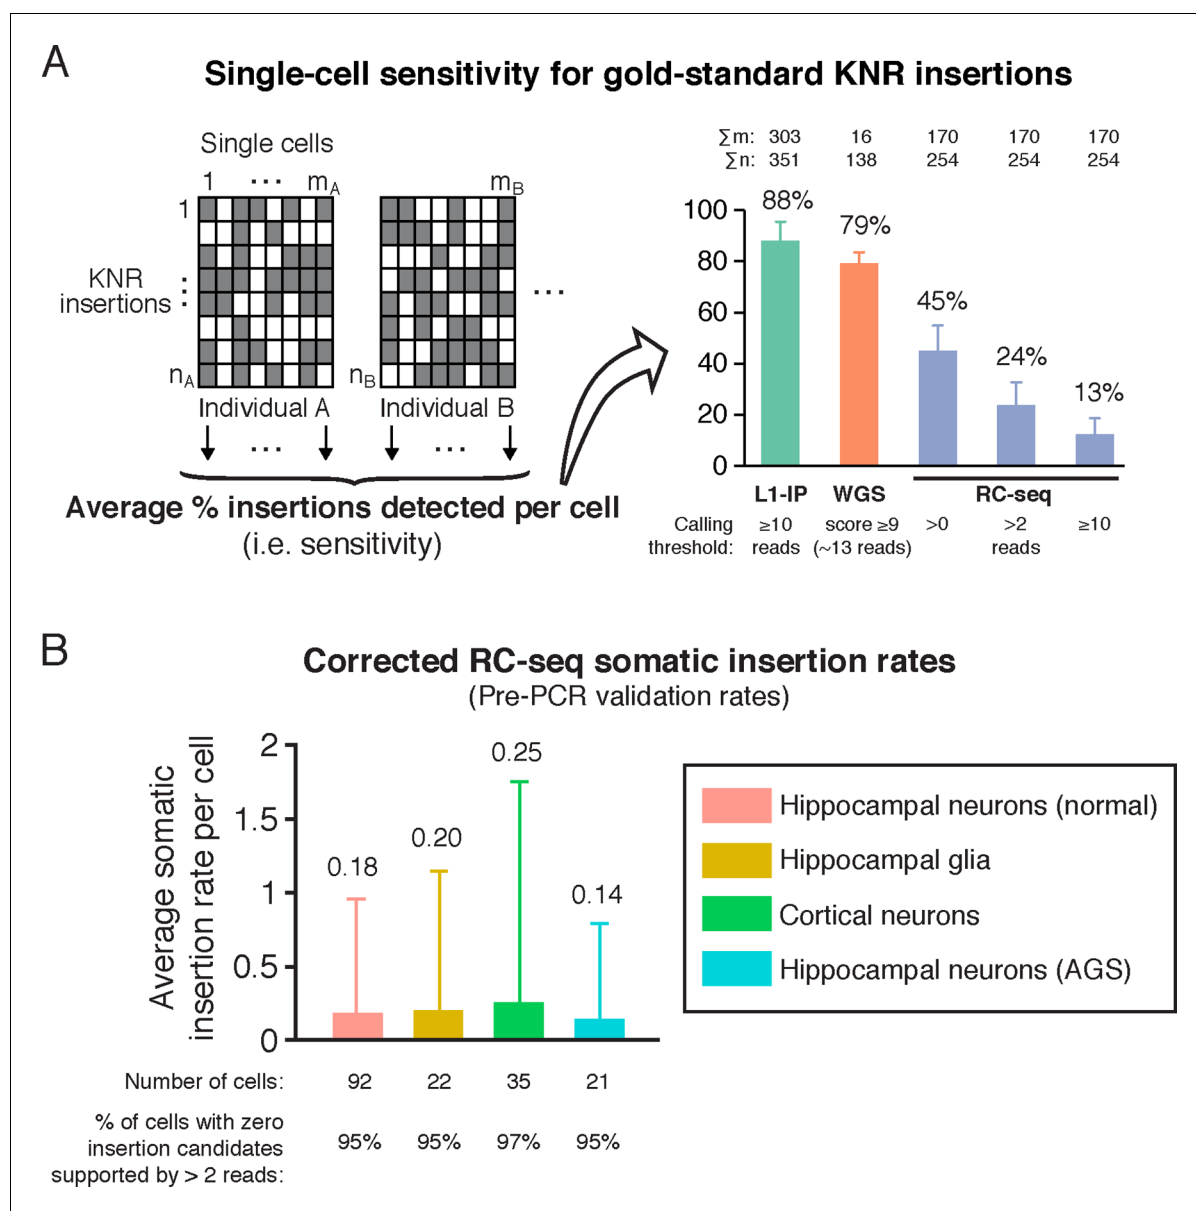 A
Single-cell sensitivity for gold-standard KNR insertions
Single cells
1 ... mA
mB
1
KNR
insertions
...
...
nA
nB
Individual A
Individual B
... ...
Average % insertions detected per cell
(i.e. sensitivity)
∑m: 303 16 170 170 170
∑n: 351 138 254 254 254
100
80
60
40
20
0
88%
79%
45%
24%
13%
L1-IP WGS RC-seq
Calling threshold: ≥10 reads score ≥9 (~13 reads) >0 >2 reads ≥10
B
Corrected RC-seq somatic insertion rates
(Pre-PCR validation rates)
Average somatic
insertion rate per cell
2
1.5
1
0.5
0
0.18
0.20
0.25
0.14
Hippocampal neurons (normal)
Hippocampal glia
Cortical neurons
Hippocampal neurons (AGS)
Number of cells: 92 22 35 21
% of cells with zero
insertion candidates 95% 95% 97% 95%
supported by > 2 reads: